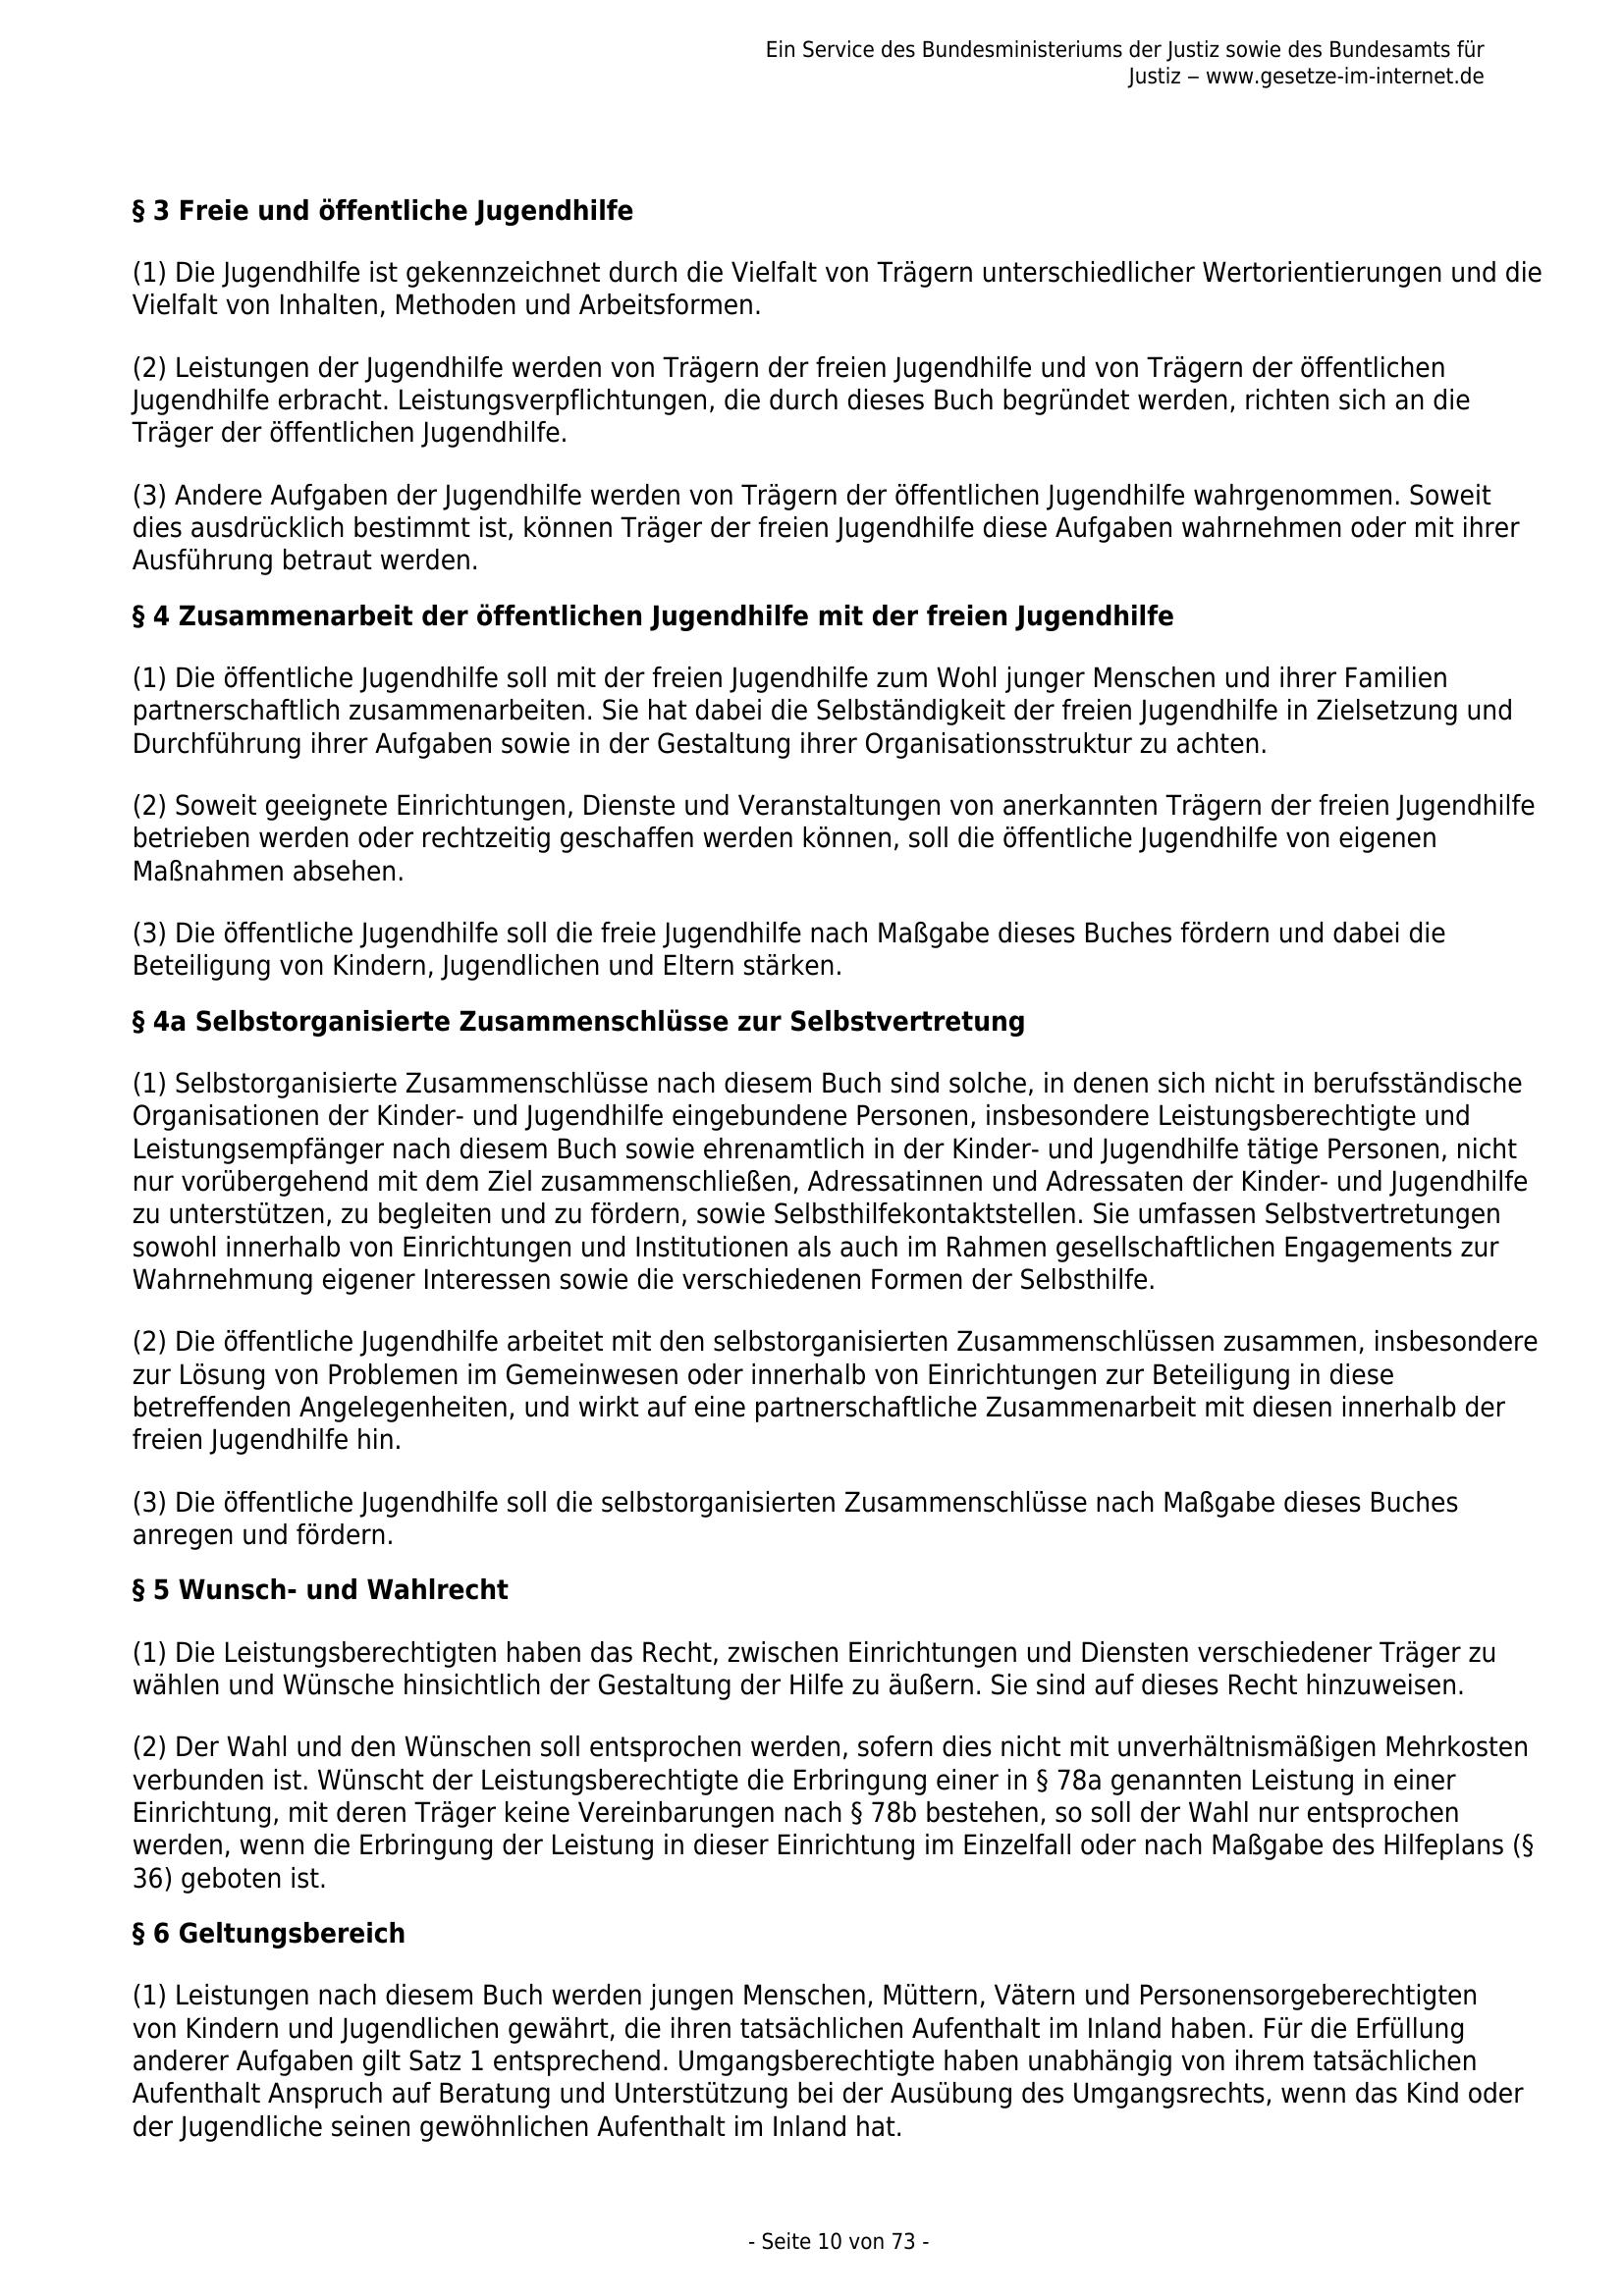 Ein Service des Bundesministeriums der Justiz sowie des Bundesamts für
Justiz ‒ www.gesetze-im-internet.de
§ 3 Freie und öffentliche Jugendhilfe
(1) Die Jugendhilfe ist gekennzeichnet durch die Vielfalt von Trägern unterschiedlicher Wertorientierungen und die
Vielfalt von Inhalten, Methoden und Arbeitsformen.
(2) Leistungen der Jugendhilfe werden von Trägern der freien Jugendhilfe und von Trägern der öffentlichen
Jugendhilfe erbracht. Leistungsverpflichtungen, die durch dieses Buch begründet werden, richten sich an die
Träger der öffentlichen Jugendhilfe.
(3) Andere Aufgaben der Jugendhilfe werden von Trägern der öffentlichen Jugendhilfe wahrgenommen. Soweit
dies ausdrücklich bestimmt ist, können Träger der freien Jugendhilfe diese Aufgaben wahrnehmen oder mit ihrer
Ausführung betraut werden.
§ 4 Zusammenarbeit der öffentlichen Jugendhilfe mit der freien Jugendhilfe
(1) Die öffentliche Jugendhilfe soll mit der freien Jugendhilfe zum Wohl junger Menschen und ihrer Familien
partnerschaftlich zusammenarbeiten. Sie hat dabei die Selbständigkeit der freien Jugendhilfe in Zielsetzung und
Durchführung ihrer Aufgaben sowie in der Gestaltung ihrer Organisationsstruktur zu achten.
(2) Soweit geeignete Einrichtungen, Dienste und Veranstaltungen von anerkannten Trägern der freien Jugendhilfe
betrieben werden oder rechtzeitig geschaffen werden können, soll die öffentliche Jugendhilfe von eigenen
Maßnahmen absehen.
(3) Die öffentliche Jugendhilfe soll die freie Jugendhilfe nach Maßgabe dieses Buches fördern und dabei die
Beteiligung von Kindern, Jugendlichen und Eltern stärken.
§ 4a Selbstorganisierte Zusammenschlüsse zur Selbstvertretung
(1) Selbstorganisierte Zusammenschlüsse nach diesem Buch sind solche, in denen sich nicht in berufsständische
Organisationen der Kinder- und Jugendhilfe eingebundene Personen, insbesondere Leistungsberechtigte und
Leistungsempfänger nach diesem Buch sowie ehrenamtlich in der Kinder- und Jugendhilfe tätige Personen, nicht
nur vorübergehend mit dem Ziel zusammenschließen, Adressatinnen und Adressaten der Kinder- und Jugendhilfe
zu unterstützen, zu begleiten und zu fördern, sowie Selbsthilfekontaktstellen. Sie umfassen Selbstvertretungen
sowohl innerhalb von Einrichtungen und Institutionen als auch im Rahmen gesellschaftlichen Engagements zur
Wahrnehmung eigener Interessen sowie die verschiedenen Formen der Selbsthilfe.
(2) Die öffentliche Jugendhilfe arbeitet mit den selbstorganisierten Zusammenschlüssen zusammen, insbesondere
zur Lösung von Problemen im Gemeinwesen oder innerhalb von Einrichtungen zur Beteiligung in diese
betreffenden Angelegenheiten, und wirkt auf eine partnerschaftliche Zusammenarbeit mit diesen innerhalb der
freien Jugendhilfe hin.
(3) Die öffentliche Jugendhilfe soll die selbstorganisierten Zusammenschlüsse nach Maßgabe dieses Buches
anregen und fördern.
§ 5 Wunsch- und Wahlrecht
(1) Die Leistungsberechtigten haben das Recht, zwischen Einrichtungen und Diensten verschiedener Träger zu
wählen und Wünsche hinsichtlich der Gestaltung der Hilfe zu äußern. Sie sind auf dieses Recht hinzuweisen.
(2) Der Wahl und den Wünschen soll entsprochen werden, sofern dies nicht mit unverhältnismäßigen Mehrkosten
verbunden ist. Wünscht der Leistungsberechtigte die Erbringung einer in § 78a genannten Leistung in einer
Einrichtung, mit deren Träger keine Vereinbarungen nach § 78b bestehen, so soll der Wahl nur entsprochen
werden, wenn die Erbringung der Leistung in dieser Einrichtung im Einzelfall oder nach Maßgabe des Hilfeplans (§
36) geboten ist.
§ 6 Geltungsbereich
(1) Leistungen nach diesem Buch werden jungen Menschen, Müttern, Vätern und Personensorgeberechtigten
von Kindern und Jugendlichen gewährt, die ihren tatsächlichen Aufenthalt im Inland haben. Für die Erfüllung
anderer Aufgaben gilt Satz 1 entsprechend. Umgangsberechtigte haben unabhängig von ihrem tatsächlichen
Aufenthalt Anspruch auf Beratung und Unterstützung bei der Ausübung des Umgangsrechts, wenn das Kind oder
der Jugendliche seinen gewöhnlichen Aufenthalt im Inland hat.
- Seite 10 von 73 -